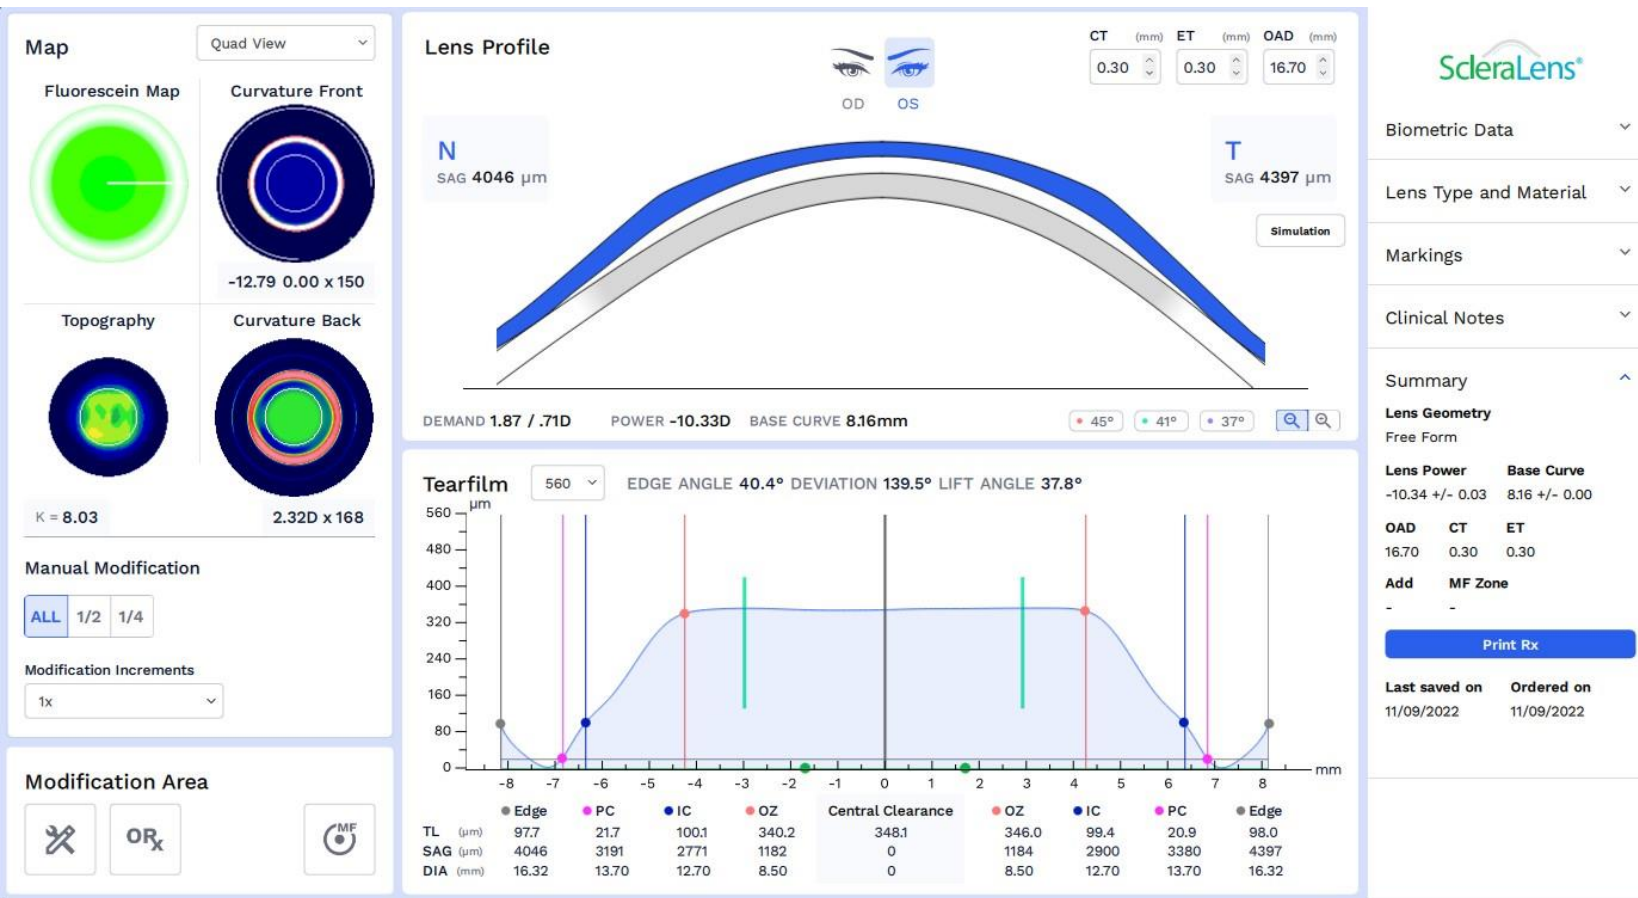 Map
Quad View
Fluorescein Map
Curvature Front
-12.79 0.00 x 150
Topography
Curvature Back
K = 8.03
2.32D x 168
Manual Modification
ALL 1/2 1/4
Modification Increments
1x
Modification Area
ORx
MF
Lens Profile
OD OS
CT (mm) ET (mm) OAD (mm)
0.30 0.30 16.70
N
SAG 4046 µm
T
SAG 4397 µm
Simulation
DEMAND 1.87 / .71D POWER -10.33D BASE CURVE 8.16mm
45° 41° 37°
Tearfilm 560 EDGE ANGLE 40.4° DEVIATION 139.5° LIFT ANGLE 37.8°
µm
560
480
400
320
240
160
80
0
-8 -7 -6 -5 -4 -3 -2 -1 0 1 2 3 4 5 6 7 8 mm
Edge PC IC OZ Central Clearance OZ IC PC Edge
TL (µm) 97.7 21.7 100.1 340.2 348.1 346.0 99.4 20.9 98.0
SAG (µm) 4046 3191 2771 1182 0 1184 2900 3380 4397
DIA (mm) 16.32 13.70 12.70 8.50 0 8.50 12.70 13.70 16.32
ScleraLens®
Biometric Data
Lens Type and Material
Markings
Clinical Notes
Summary
Lens Geometry
Free Form
Lens Power Base Curve
-10.34 +/- 0.03 8.16 +/- 0.00
OAD CT ET
16.70 0.30 0.30
Add MF Zone
- -
Print Rx
Last saved on Ordered on
11/09/2022 11/09/2022